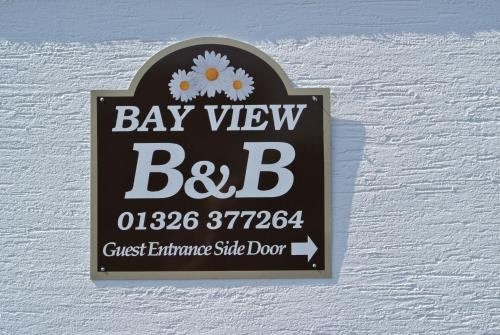 BAY VIEW
B&B
01326 377264
Guest Entrance Side Door